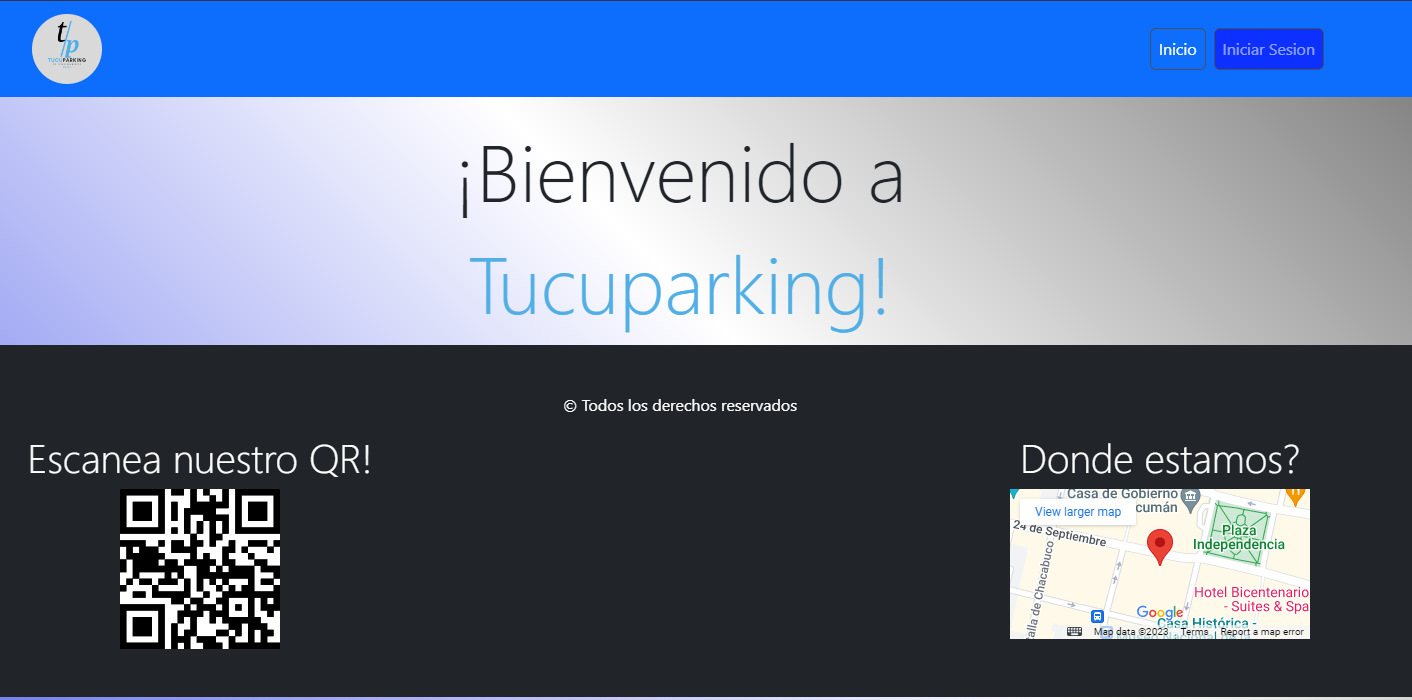 tp
TUCUPARKING
Inicio
Iniciar Sesion
¡Bienvenido a
Tucuparking!
© Todos los derechos reservados
Escanea nuestro QR!
Donde estamos?
Casa de Gobierno
cumán
View larger map
24 de Septiembre
Plaza
Independencia
alla de Chacabuco
Hotel Bicentenario
- Suites & Spa
Google
Casa Histórica -
Map data ©2023
Terms
Report a map error